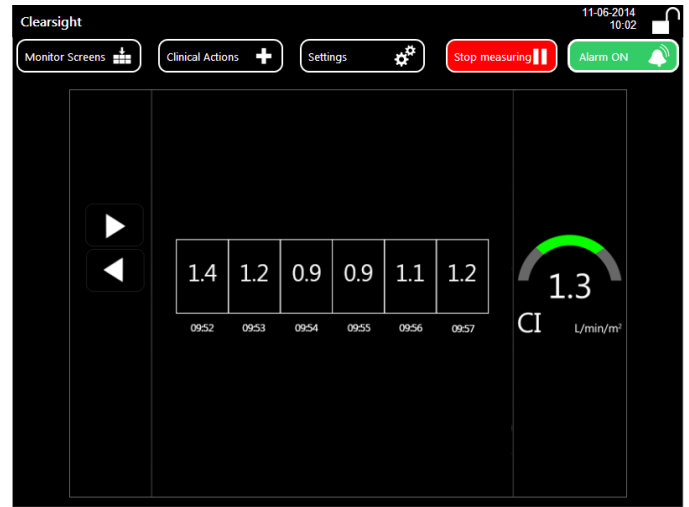 Clearsight
11-06-2014
10:02
Monitor Screens
Clinical Actions
Settings
Stop measuring
Alarm ON
1.4 1.2 0.9 0.9 1.1 1.2
09:52 09:53 09:54 09:55 09:56 09:57
1.3
CI L/min/m²